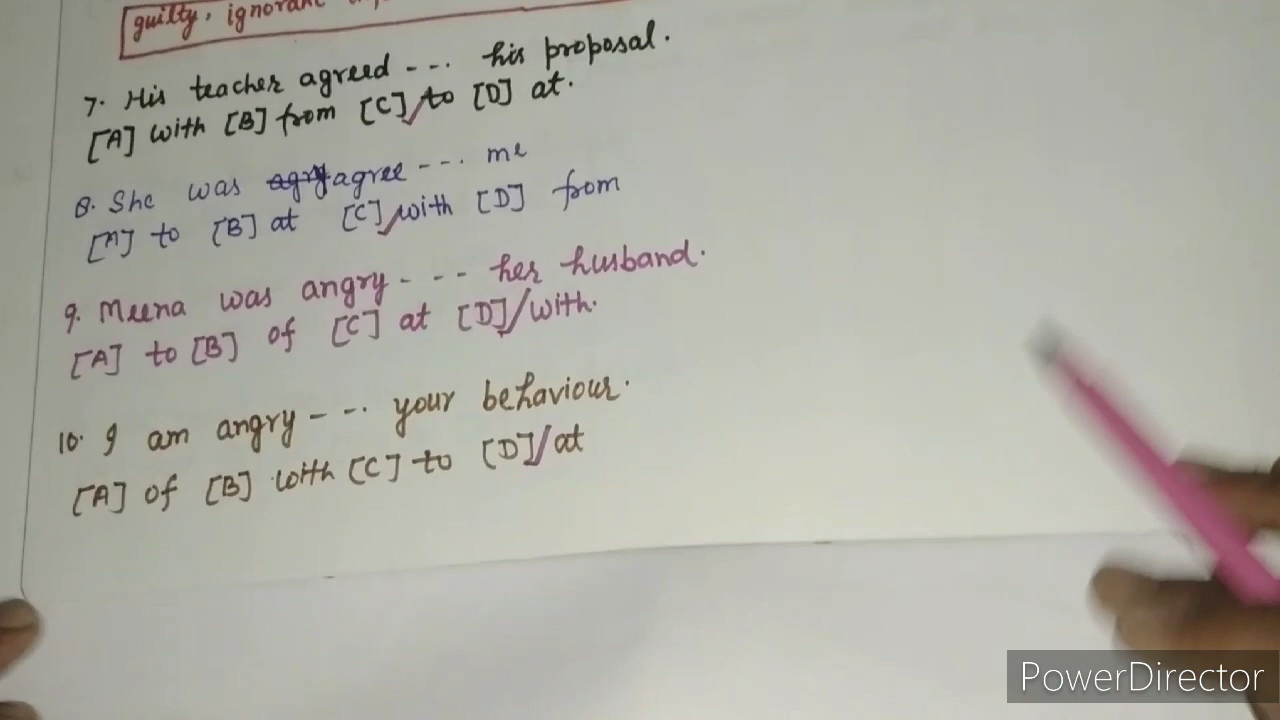 guilty, ignorant
7. His teacher agreed --- his proposal.
[A] with [B] from [C] to [D] at.
8. She was agree --- me
[A] to [B] at [C] with [D] from
9. Meena was angry --- her husband.
[A] to [B] of [C] at [D] with.
10. I am angry --- your behaviour.
[A] of [B] with [C] to [D] at
PowerDirector